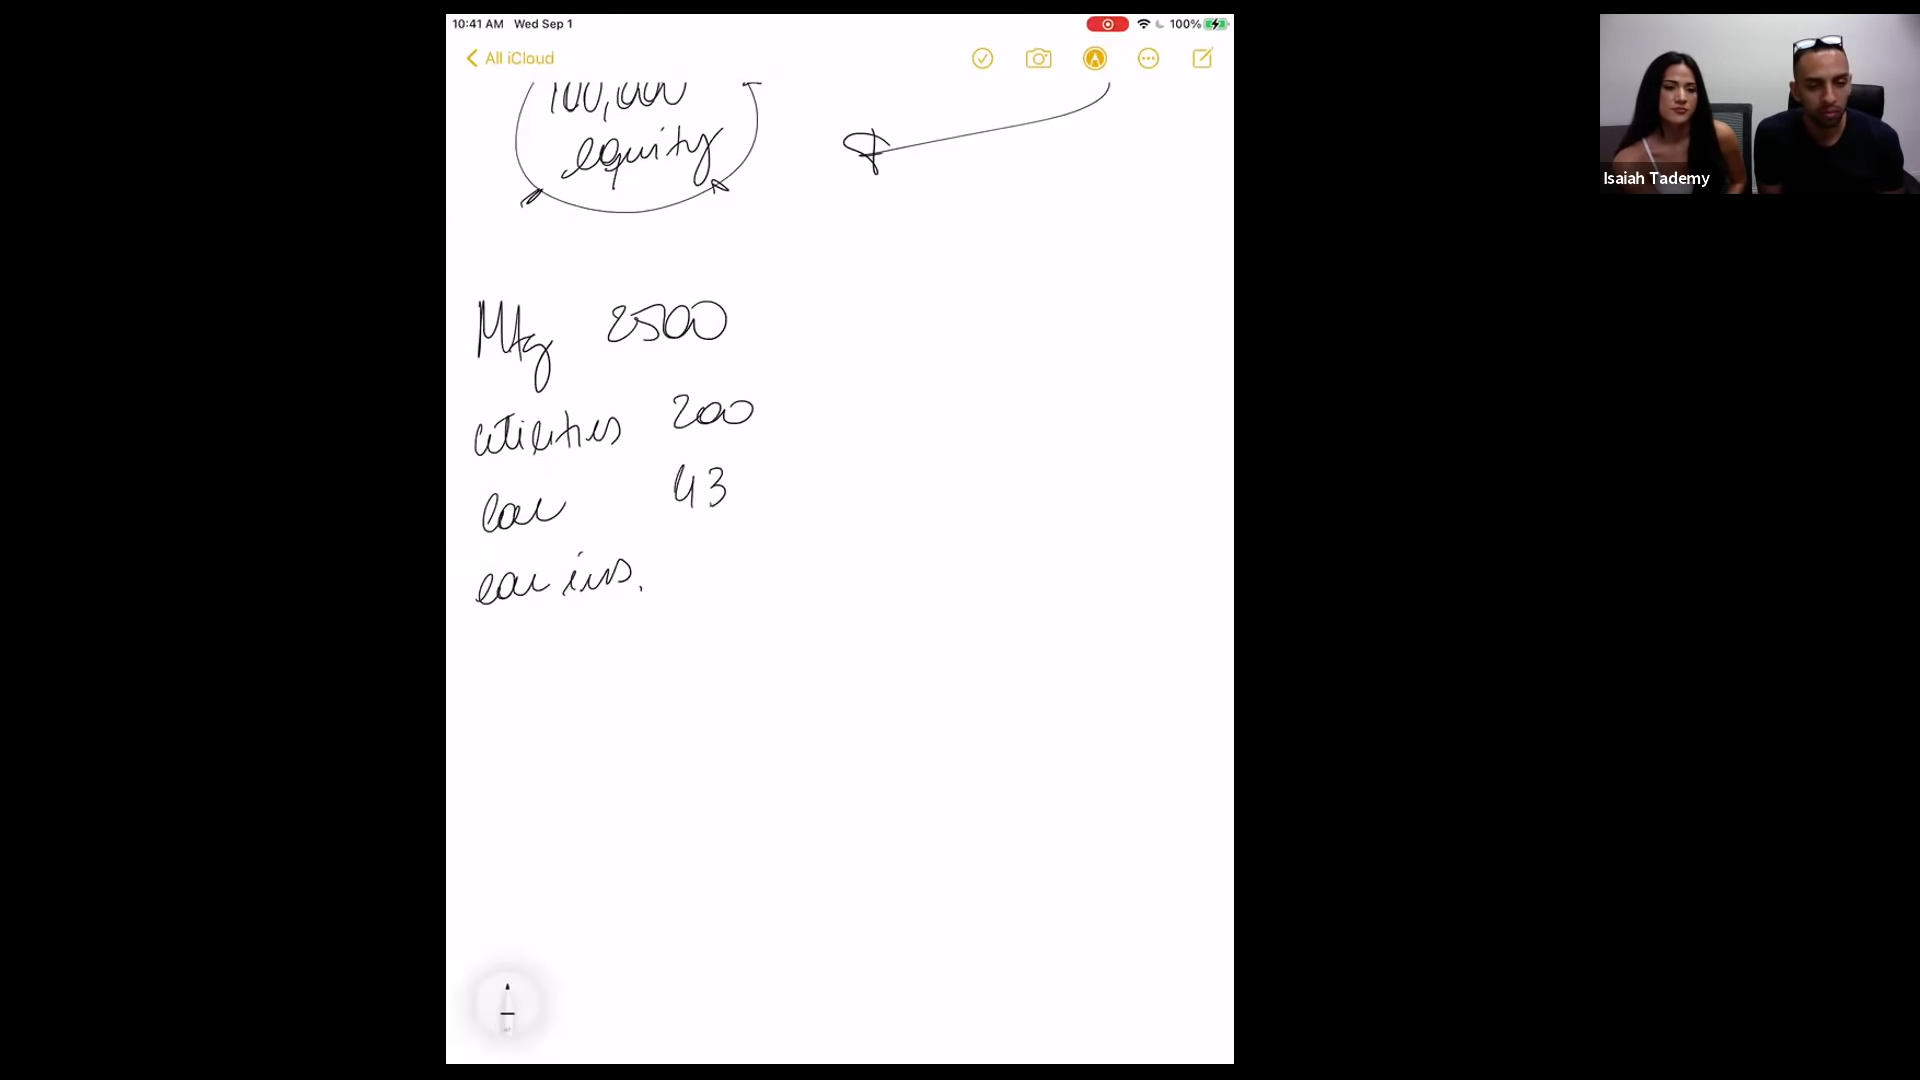 10:41 AM Wed Sep 1
100%
All iCloud
100,000
equity
Mtg 2500
utilities 200
car 43
car ins.
Isaiah Tademy